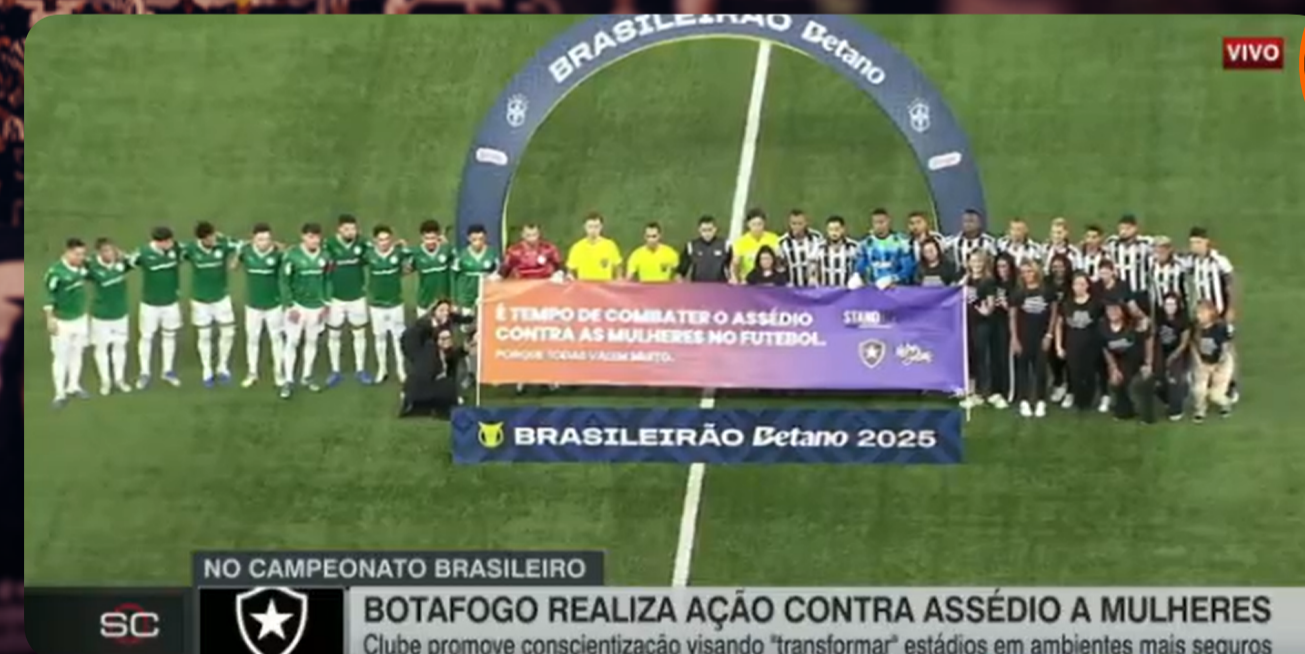 BRASILEIRÃO Betano
VIVO
É TEMPO DE COMBATER O ASSÉDIO
CONTRA AS MULHERES NO FUTEBOL.
PORQUE TODAS VALEM MUITO.
STAND
BRASILEIRÃO Betano 2025
NO CAMPEONATO BRASILEIRO
SC
BOTAFOGO REALIZA AÇÃO CONTRA ASSÉDIO A MULHERES
Clube promove conscientização visando "transformar" estádios em ambientes mais seguros